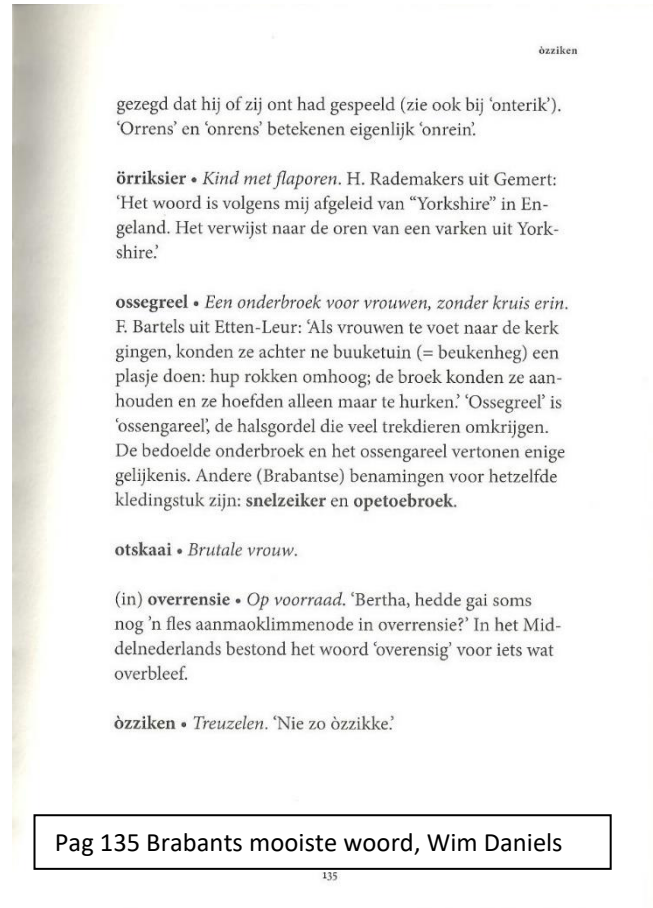 òzziken
gezegd dat hij of zij ont had gespeeld (zie ook bij ‘onterik’).
‘Orrens’ en ‘onrens’ betekenen eigenlijk ‘onrein’.
örriksier • Kind met flaporen. H. Rademakers uit Gemert:
‘Het woord is volgens mij afgeleid van “Yorkshire” in En-
geland. Het verwijst naar de oren van een varken uit York-
shire.’
ossegreel • Een onderbroek voor vrouwen, zonder kruis erin.
F. Bartels uit Etten-Leur: ‘Als vrouwen te voet naar de kerk
gingen, konden ze achter ne buuketuin (= beukenheg) een
plasje doen: hup rokken omhoog; de broek konden ze aan-
houden en ze hoefden alleen maar te hurken.’ ‘Ossegreel’ is
‘ossengareel’, de halsgordel die veel trekdieren omkrijgen.
De bedoelde onderbroek en het ossengareel vertonen enige
gelijkenis. Andere (Brabantse) benamingen voor hetzelfde
kledingstuk zijn: snelzeiker en opetoebroek.
otskaai • Brutale vrouw.
(in) overrensie • Op voorraad. ‘Bertha, hedde gai soms
nog ’n fles aanmaoklimmenode in overrensie?’ In het Mid-
delnederlands bestond het woord ‘overensig’ voor iets wat
overbleef.
òzziken • Treuzelen. ‘Nie zo òzzikke.’
Pag 135 Brabants mooiste woord, Wim Daniels
135